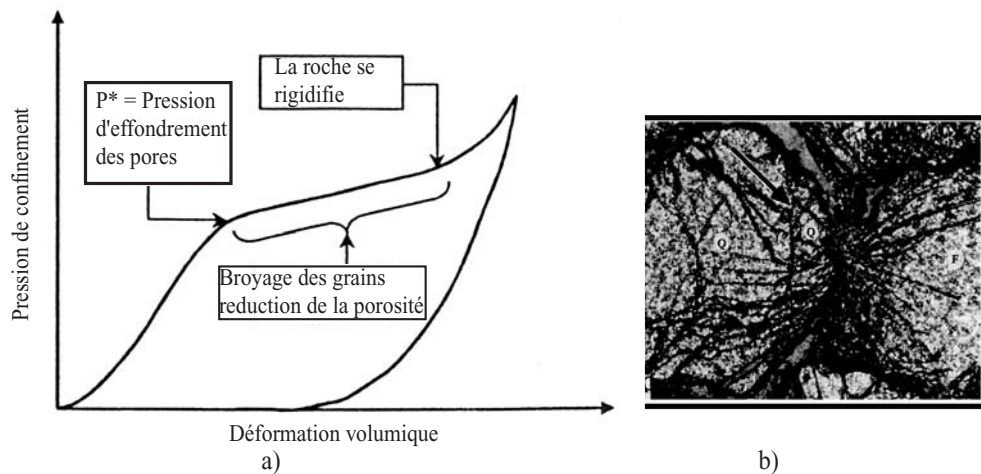 La roche se
rigidifie
P* = Pression
d'effondrement
des pores
Pression de confinement
Broyage des grains
reduction de la porosité
Déformation volumique
a)
Q
Q
F
b)